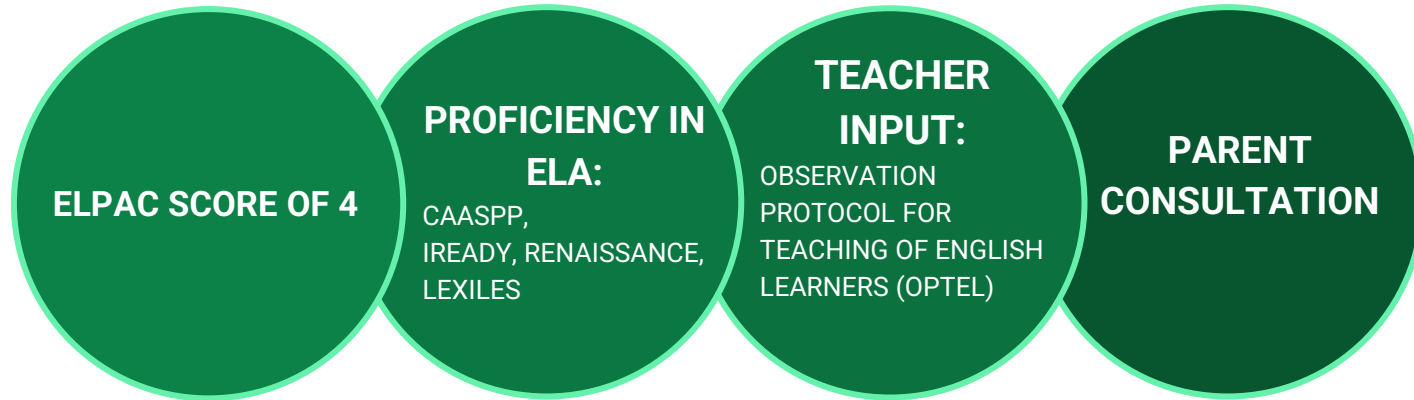 ELPAC SCORE OF 4
PROFICIENCY IN
ELA:
CAASPP,
IREADY, RENAISSANCE,
LEXILES
TEACHER
INPUT:
OBSERVATION
PROTOCOL FOR
TEACHING OF ENGLISH
LEARNERS (OPTEL)
PARENT
CONSULTATION